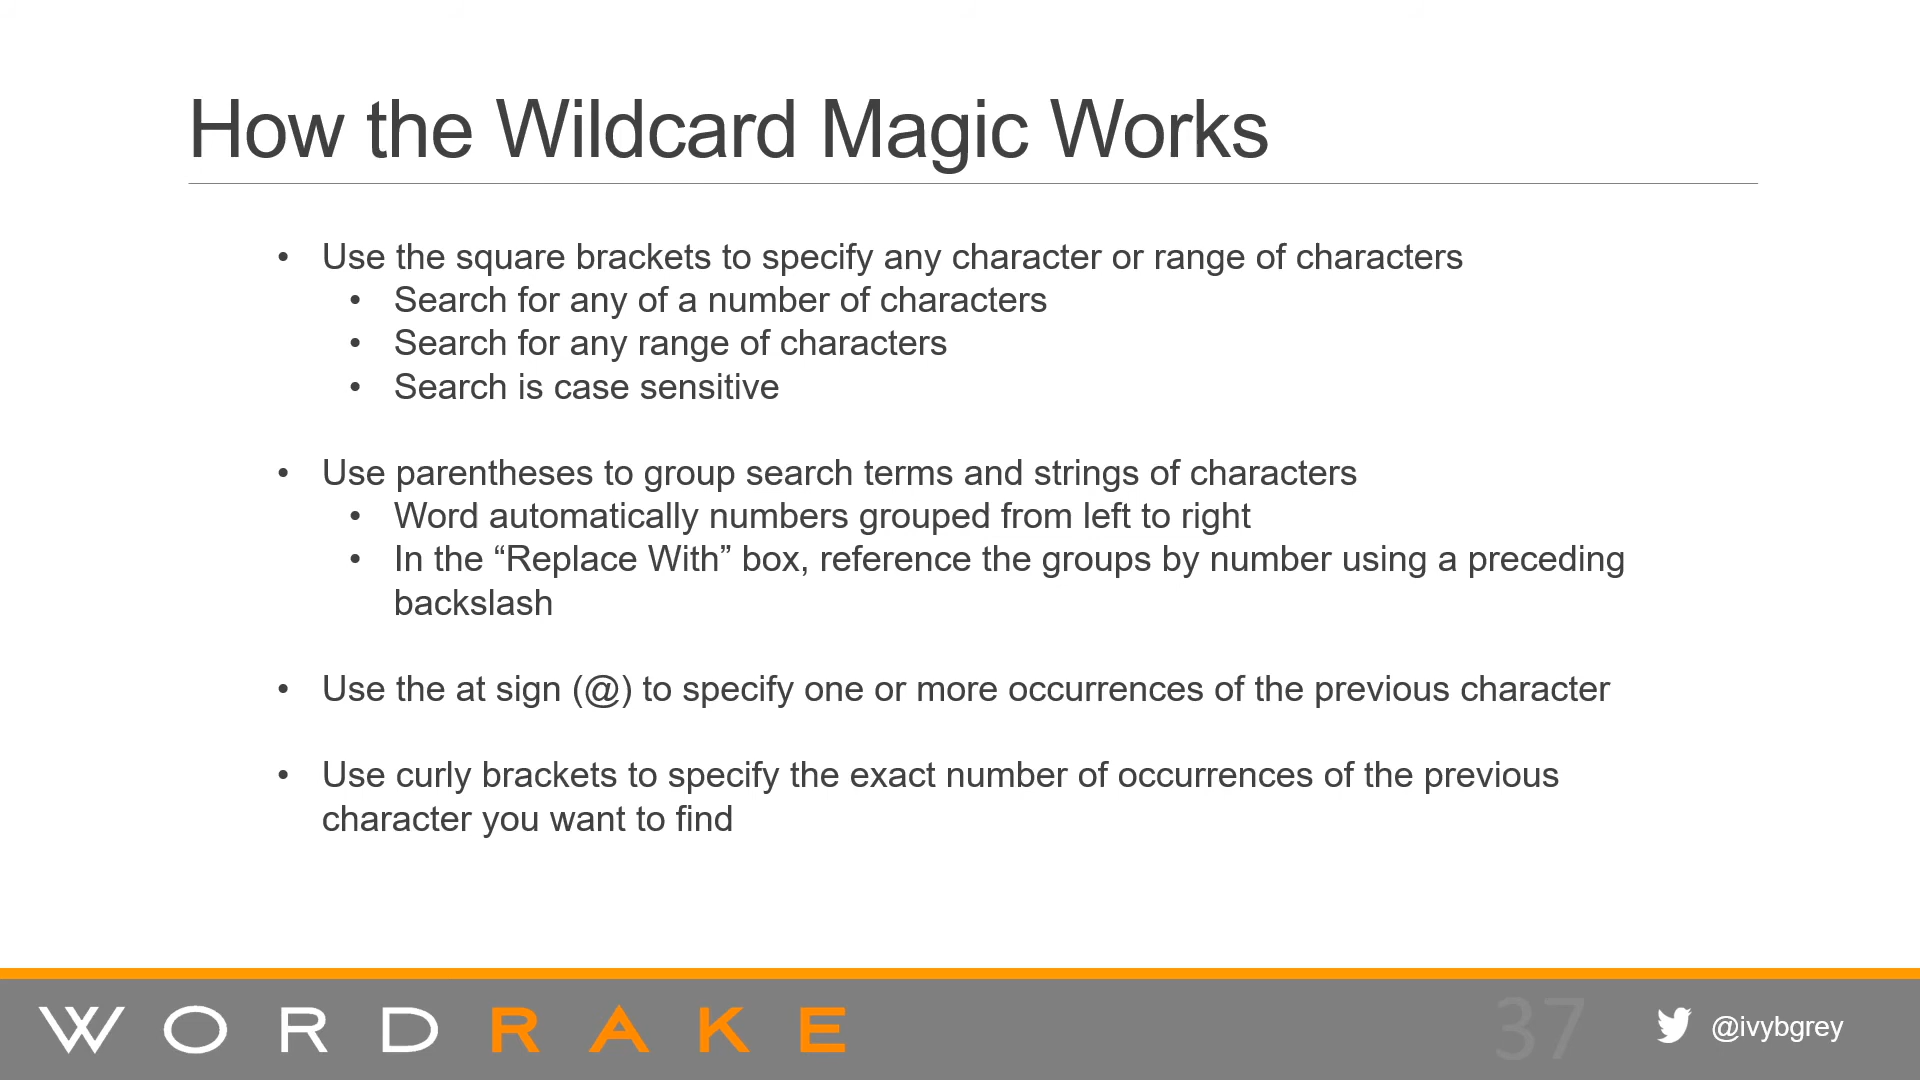 How the Wildcard Magic Works
• Use the square brackets to specify any character or range of characters
• Search for any of a number of characters
• Search for any range of characters
• Search is case sensitive
• Use parentheses to group search terms and strings of characters
• Word automatically numbers grouped from left to right
• In the “Replace With” box, reference the groups by number using a preceding
backslash
• Use the at sign (@) to specify one or more occurrences of the previous character
• Use curly brackets to specify the exact number of occurrences of the previous
character you want to find
WORDRAKE
37
@ivybgrey